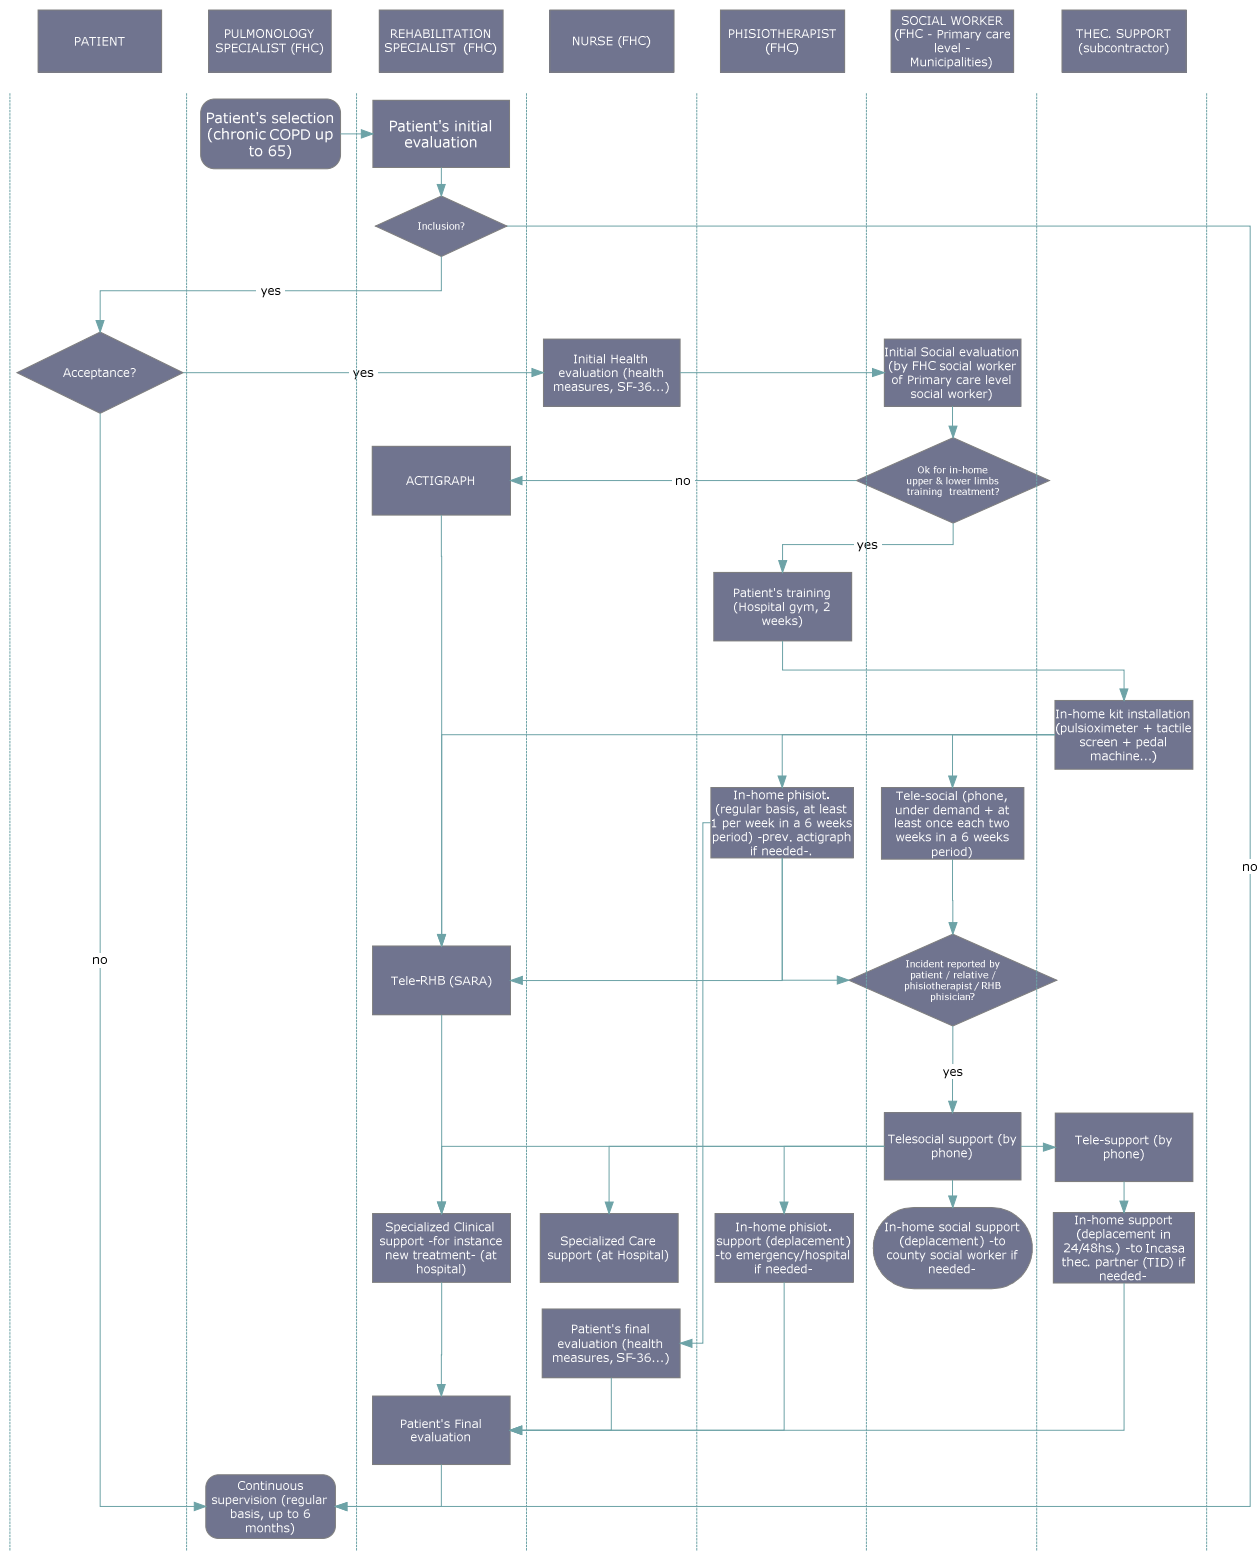 PATIENT
PULMONOLOGY
SPECIALIST (FHC)
REHABILITATION
SPECIALIST (FHC)
NURSE (FHC)
PHISIOTHERAPIST
(FHC)
SOCIAL WORKER
(FHC - Primary care
level -
Municipalities)
THEC. SUPPORT
(subcontractor)
Patient's selection
(chronic COPD up
to 65)
Patient's initial
evaluation
Inclusion?
yes
Acceptance?
yes
Initial Health
evaluation (health
measures, SF-36...)
Initial Social evaluation
(by FHC social worker
of Primary care level
social worker)
ACTIGRAPH
no
Ok for in-home
upper & lower limbs
training treatment?
yes
Patient's training
(Hospital gym, 2
weeks)
In-home kit installation
(pulsioximeter + tactile
screen + pedal
machine...)
In-home phisiot.
(regular basis, at least
1 per week in a 6 weeks
period) -prev. actigraph
if needed-.
Tele-social (phone,
under demand + at
least once each two
weeks in a 6 weeks
period)
no
no
Tele-RHB (SARA)
Incident reported by
patient / relative /
phisiotherapist / RHB
phisician?
yes
Telesocial support (by
phone)
Tele-support (by
phone)
Specialized Clinical
support -for instance
new treatment- (at
hospital)
Specialized Care
support (at Hospital)
In-home phisiot.
support (deplacement)
-to emergency/hospital
if needed-
In-home social support
(deplacement) -to
county social worker if
needed-
In-home support
(deplacement in
24/48hs.) -to Incasa
thec. partner (TID) if
needed-
Patient's final
evaluation (health
measures, SF-36...)
Patient's Final
evaluation
Continuous
supervision (regular
basis, up to 6
months)